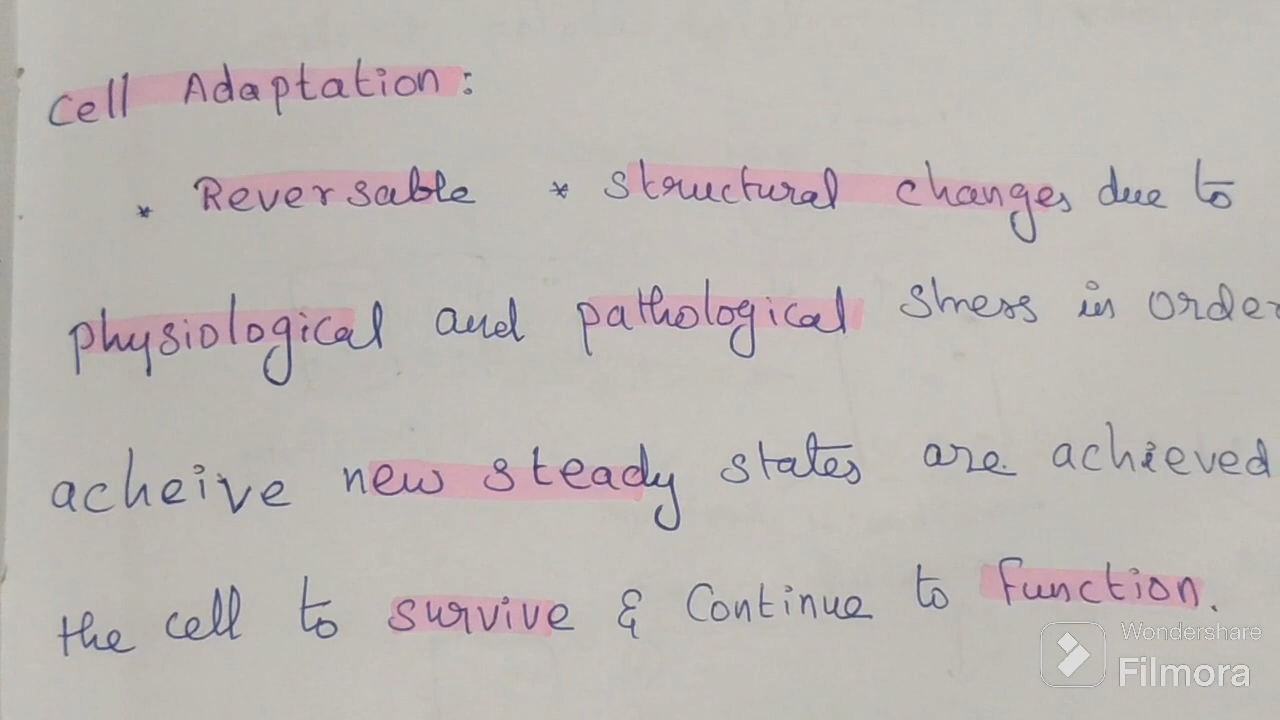 Cell Adaptation:
* Reversable * structural changes due to
physiological and pathological stress in order
acheive new steady states are achieved
the cell to survive & continue to function.
Wondershare
Filmora